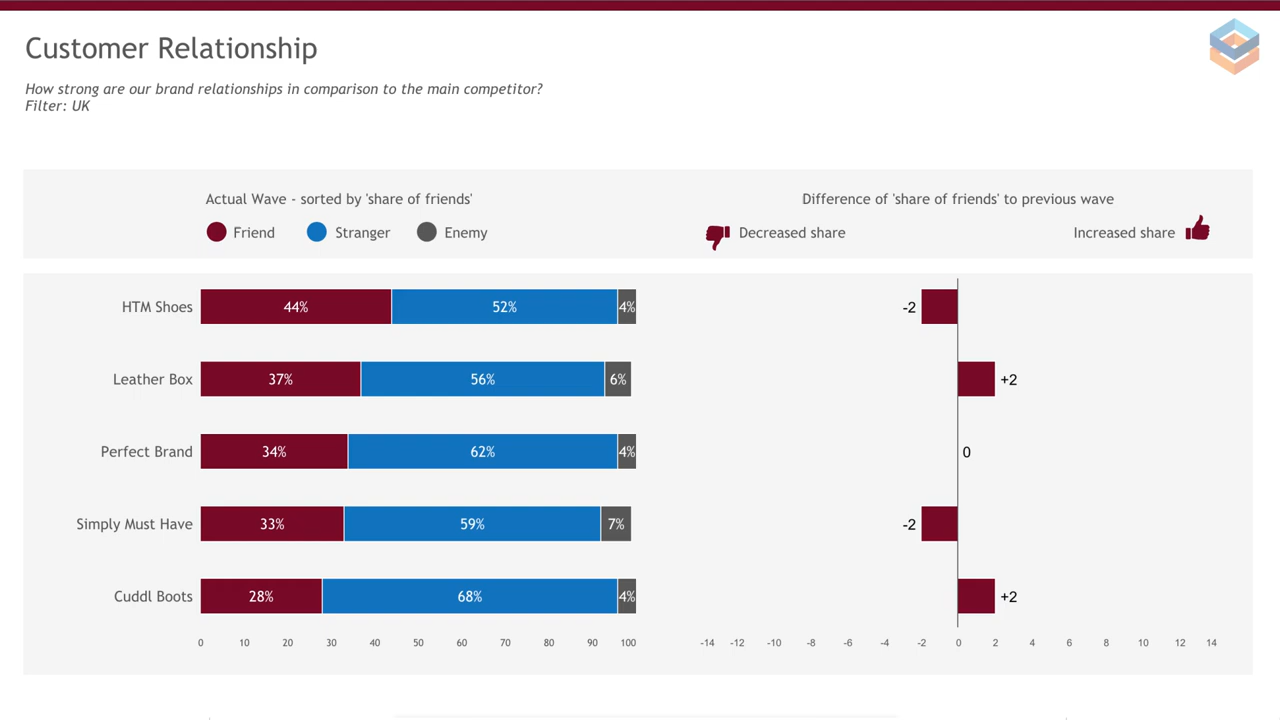 Customer Relationship
How strong are our brand relationships in comparison to the main competitor?
Filter: UK
Actual Wave - sorted by 'share of friends'
Friend Stranger Enemy
Difference of 'share of friends' to previous wave
Decreased share Increased share
HTM Shoes 44% 52% 4% -2
Leather Box 37% 56% 6% +2
Perfect Brand 34% 62% 4% 0
Simply Must Have 33% 59% 7% -2
Cuddl Boots 28% 68% 4% +2
0 10 20 30 40 50 60 70 80 90 100
-14 -12 -10 -8 -6 -4 -2 0 2 4 6 8 10 12 14